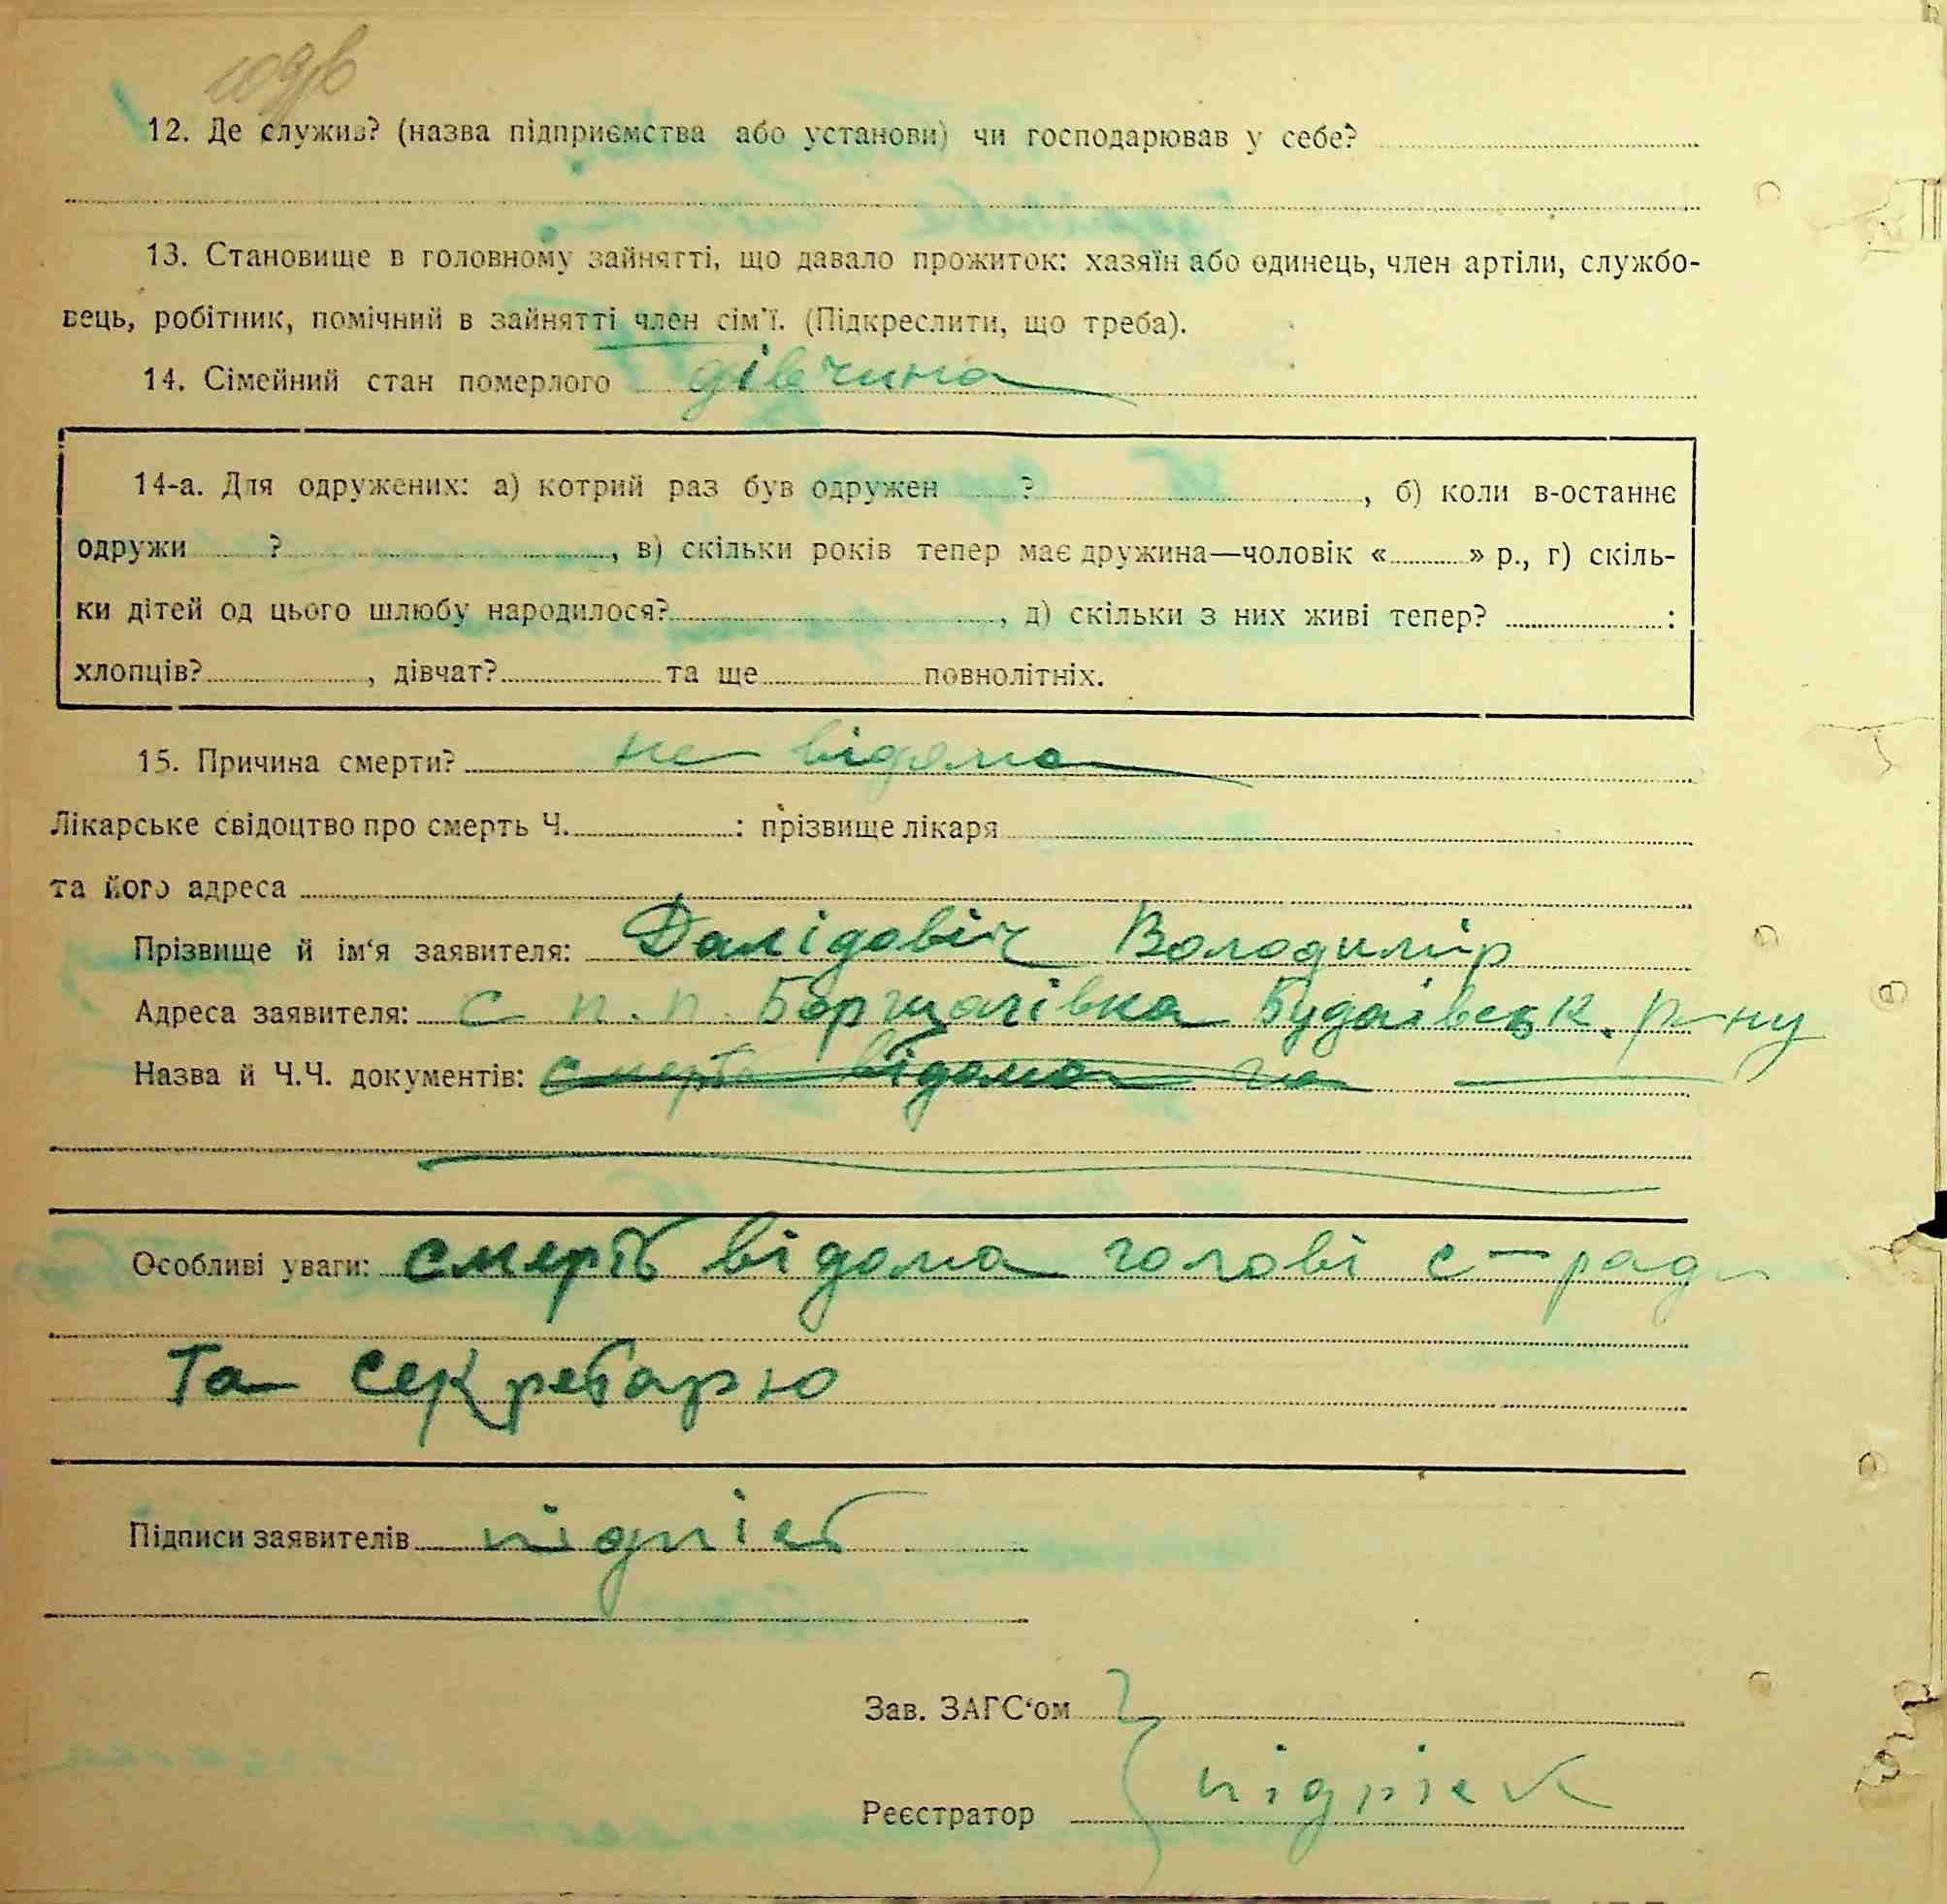 12. Де служив? (назва підприємства або установи) чи господарював у себе?
13. Становище в головному зайнятті, що давало прожиток: хазяїн або одинець, член артіли, службо-
вець, робітник, помічний в зайнятті член сім'ї. (Підкреслити, що треба).
14. Сімейний стан померлого дівчина
14-а. Для одружених: а) котрий раз був одружен ? , б) коли в-останнє
одружи ? , в) скільки років тепер має дружина—чоловік « » р., г) скіль-
ки дітей од цього шлюбу народилося? , д) скільки з них живі тепер? :
хлопців? , дівчат? та ще повнолітніх.
15. Причина смерти? не відома
Лікарське свідоцтво про смерть Ч. : прізвище лікаря
та його адреса
Прізвище й ім'я заявителя: Далідовіч Володимір
Адреса заявителя: с п. п. Борщагівка Будаївськ. р-ну
Назва й Ч.Ч. документів: смерть відома го
Особливі уваги: смерть відома голові с-ради
та секретарю
Підписи заявителів підпіс
Зав. ЗАГС'ом
підпіс
Реєстратор